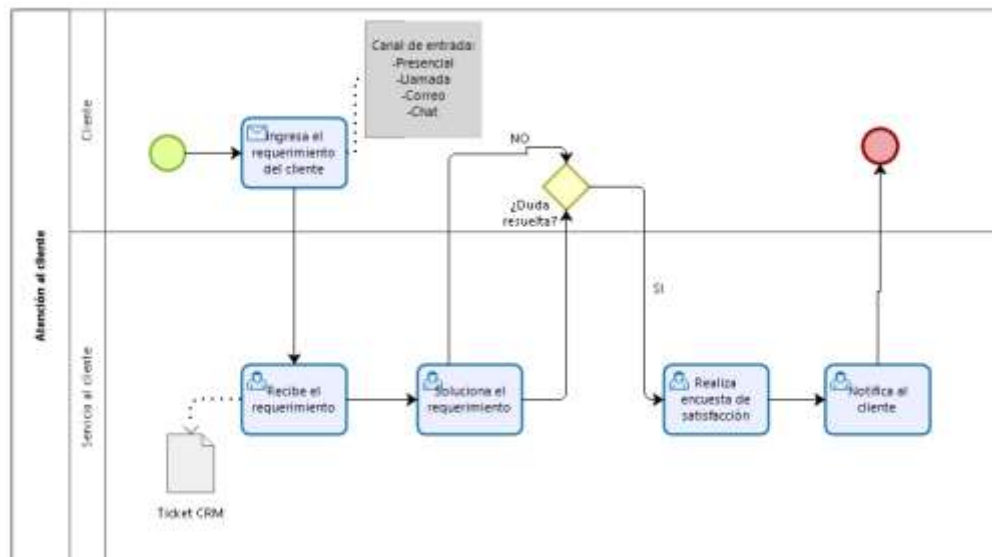 Atención al cliente
Cliente
Canal de entrada:
-Presencial
-Llamada
-Correo
-Chat
Ingresa el
requerimiento
del cliente
NO
¿Duda
resuelta?
SI
Servicio al cliente
Recibe el
requerimiento
Soluciona el
requerimiento
Realiza
encuesta de
satisfacción
Notifica al
cliente
Ticket CRM